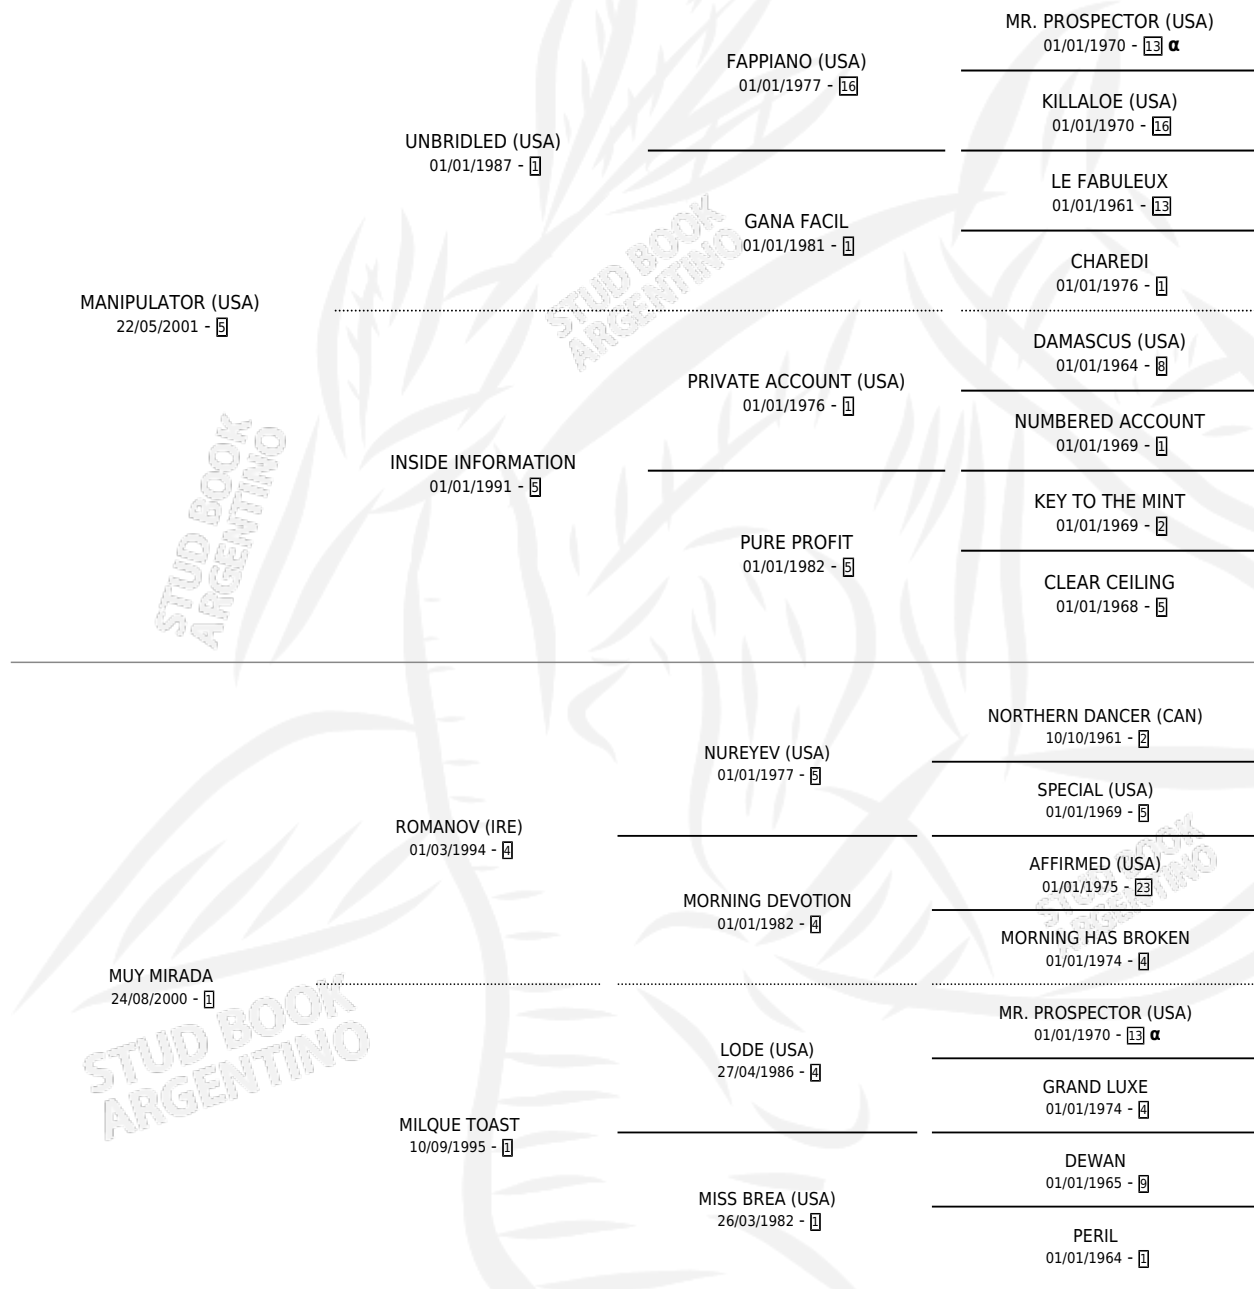 MR. PROSPECTOR (USA)
01/01/1970 - 13 α
FAPPIANO (USA)
01/01/1977 - 16
KILLALOE (USA)
01/01/1970 - 16
UNBRIDLED (USA)
01/01/1987 - 1
LE FABULEUX
01/01/1961 - 13
GANA FACIL
01/01/1981 - 1
CHAREDI
01/01/1976 - 1
MANIPULATOR (USA)
22/05/2001 - 5
DAMASCUS (USA)
01/01/1964 - 8
PRIVATE ACCOUNT (USA)
01/01/1976 - 1
NUMBERED ACCOUNT
01/01/1969 - 1
INSIDE INFORMATION
01/01/1991 - 5
KEY TO THE MINT
01/01/1969 - 2
PURE PROFIT
01/01/1982 - 5
CLEAR CEILING
01/01/1968 - 5
STUD BOOK
ARGENTINO
STUD BOOK
ARGENTINO
NORTHERN DANCER (CAN)
10/10/1961 - 2
NUREYEV (USA)
01/01/1977 - 5
SPECIAL (USA)
01/01/1969 - 5
ROMANOV (IRE)
01/03/1994 - 4
AFFIRMED (USA)
01/01/1975 - 23
MORNING DEVOTION
01/01/1982 - 4
MORNING HAS BROKEN
01/01/1974 - 4
MUY MIRADA
24/08/2000 - 1
MR. PROSPECTOR (USA)
01/01/1970 - 13 α
LODE (USA)
27/04/1986 - 4
GRAND LUXE
01/01/1974 - 4
MILQUE TOAST
10/09/1995 - 1
DEWAN
01/01/1965 - 9
MISS BREA (USA)
26/03/1982 - 1
PERIL
01/01/1964 - 1
STUD BOOK
ARGENTINO
STUD BOOK
ARGENTINO